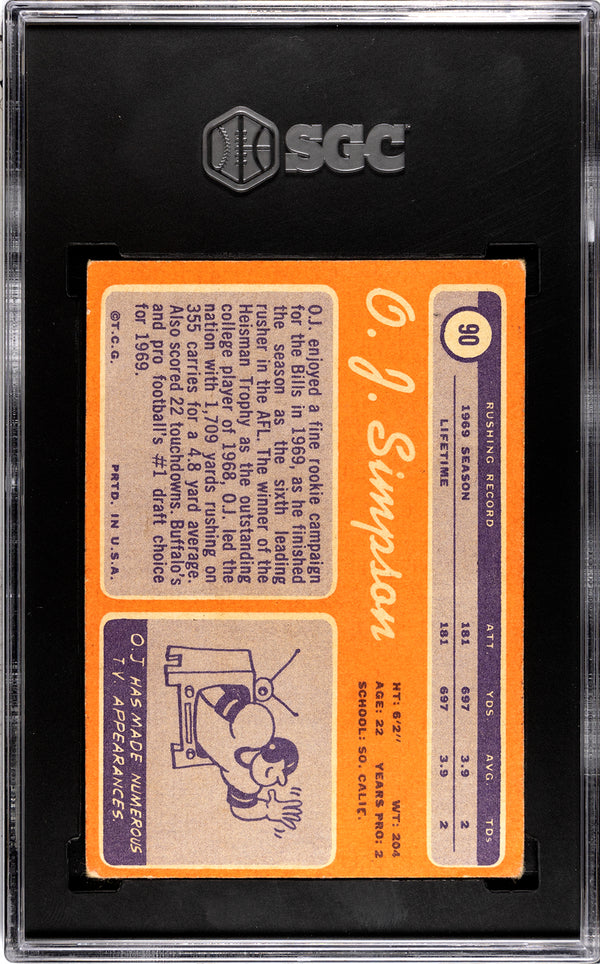 SGC
90
RUSHING RECORD ATT. YDS AVG. TDS
1969 SEASON 181 697 3.9 2
LIFETIME 181 697 3.9 2
O. J. Simpson
HT: 6'2" WT: 204
AGE: 22 YEARS PRO: 2
SCHOOL: SO. CALIF.
O.J. enjoyed a fine rookie campaign
for the Bills in 1969, as he finished
the season as the sixth leading
rusher in the AFL. The winner of the
Heisman Trophy as the outstanding
college player of 1968, O.J. led the
nation with 1,709 yards rushing on
355 carries for a 4.8 yard average.
Also scored 22 touchdowns. Buffalo's
and pro football's #1 draft choice
for 1969.
©T.C.G. PRTD. IN U.S.A.
O.J HAS MADE NUMEROUS
T.V. APPEARANCES.